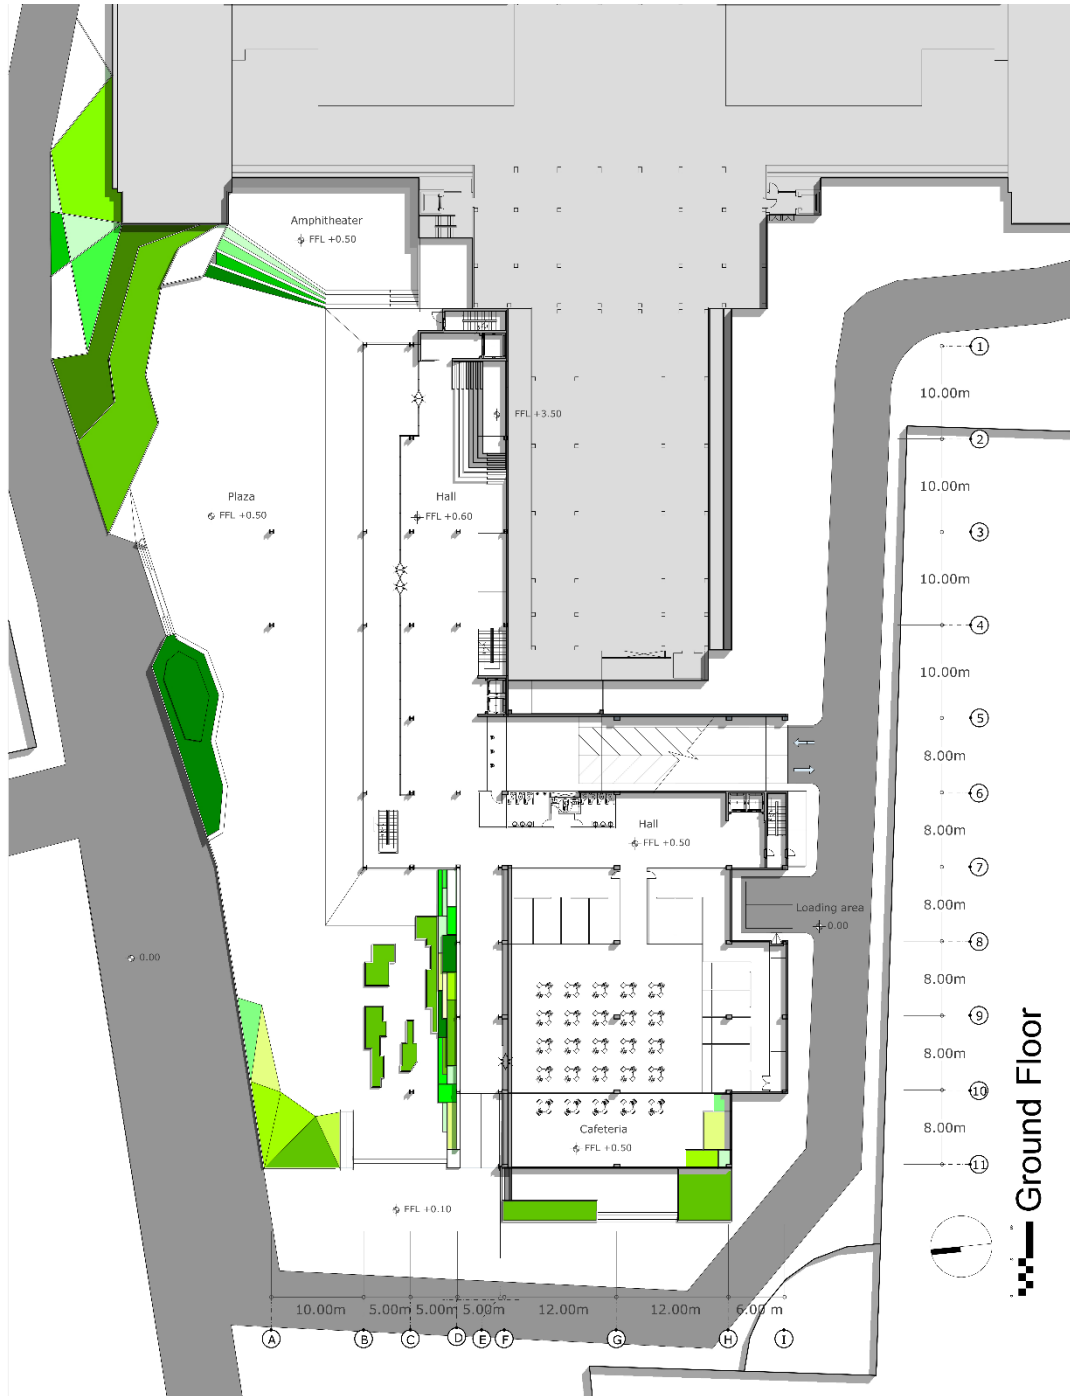 Amphitheater
FFL +0.50
1
10.00m
FFL +3.50
2
10.00m
Plaza
Hall
FFL +0.50
FFL +0.60
3
10.00m
4
10.00m
5
8.00m
6
Hall
8.00m
FFL +0.50
7
Loading area
8.00m
0.00
8
0.00
8.00m
9
8.00m
10
Cafeteria
8.00m
FFL +0.50
11
FFL +0.10
Ground Floor
10.00m 5.00m 5.00m 5.00m 12.00m 12.00m 6.00 m
A B C D E F G H I